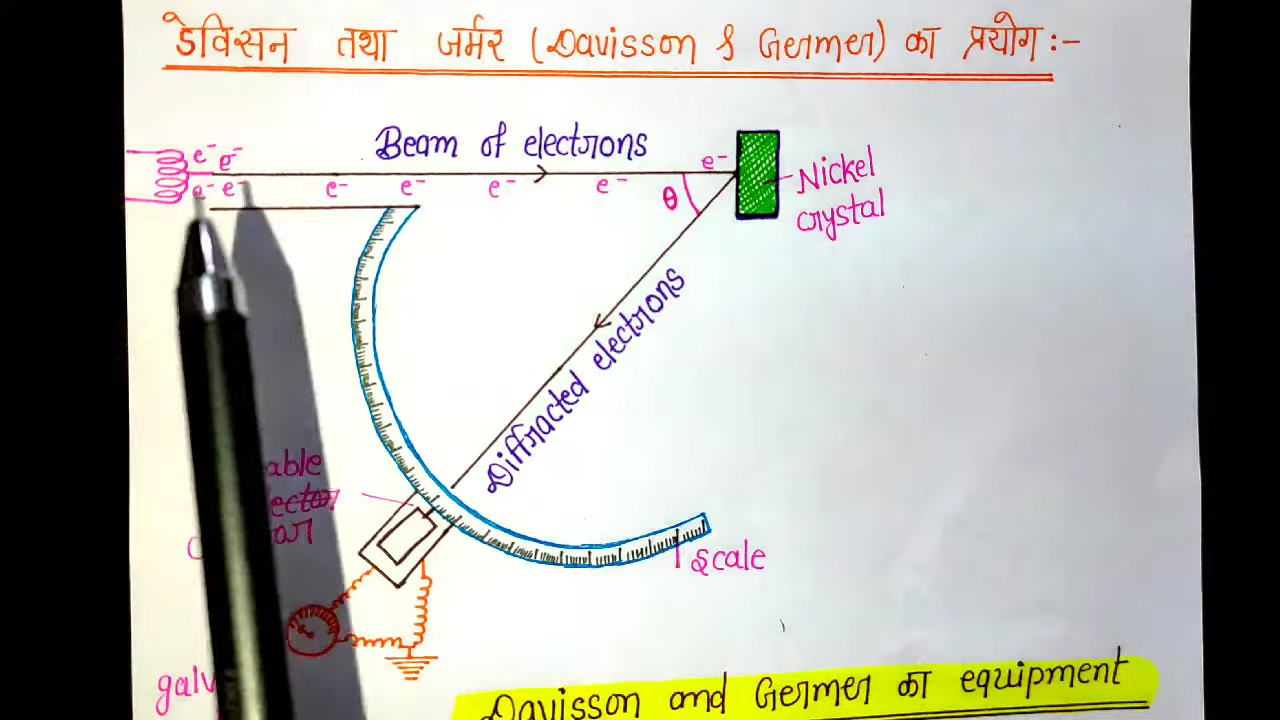 डेविसन तथा जर्मर (Davisson & Germer) का प्रयोग :-
Beam of electrons
e⁻ e⁻
e⁻ e⁻ e⁻ e⁻ e⁻ e⁻ e⁻
θ
Nickel
crystal
Diffracted electrons
scale
Davisson and Germer का equipment